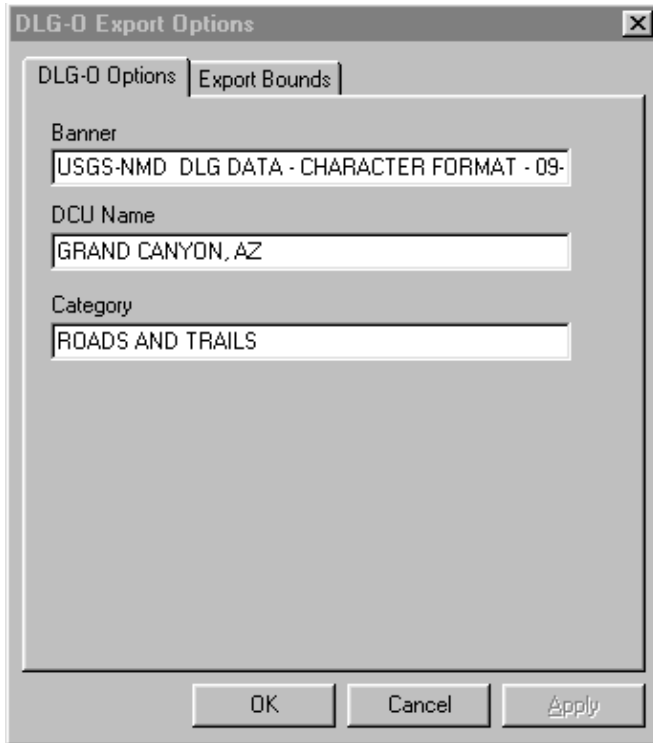 DLG-O Export Options
DLG-O Options Export Bounds
Banner
USGS-NMD  DLG DATA - CHARACTER FORMAT - 09-
DCU Name
GRAND CANYON, AZ
Category
ROADS AND TRAILS
OK Cancel Apply